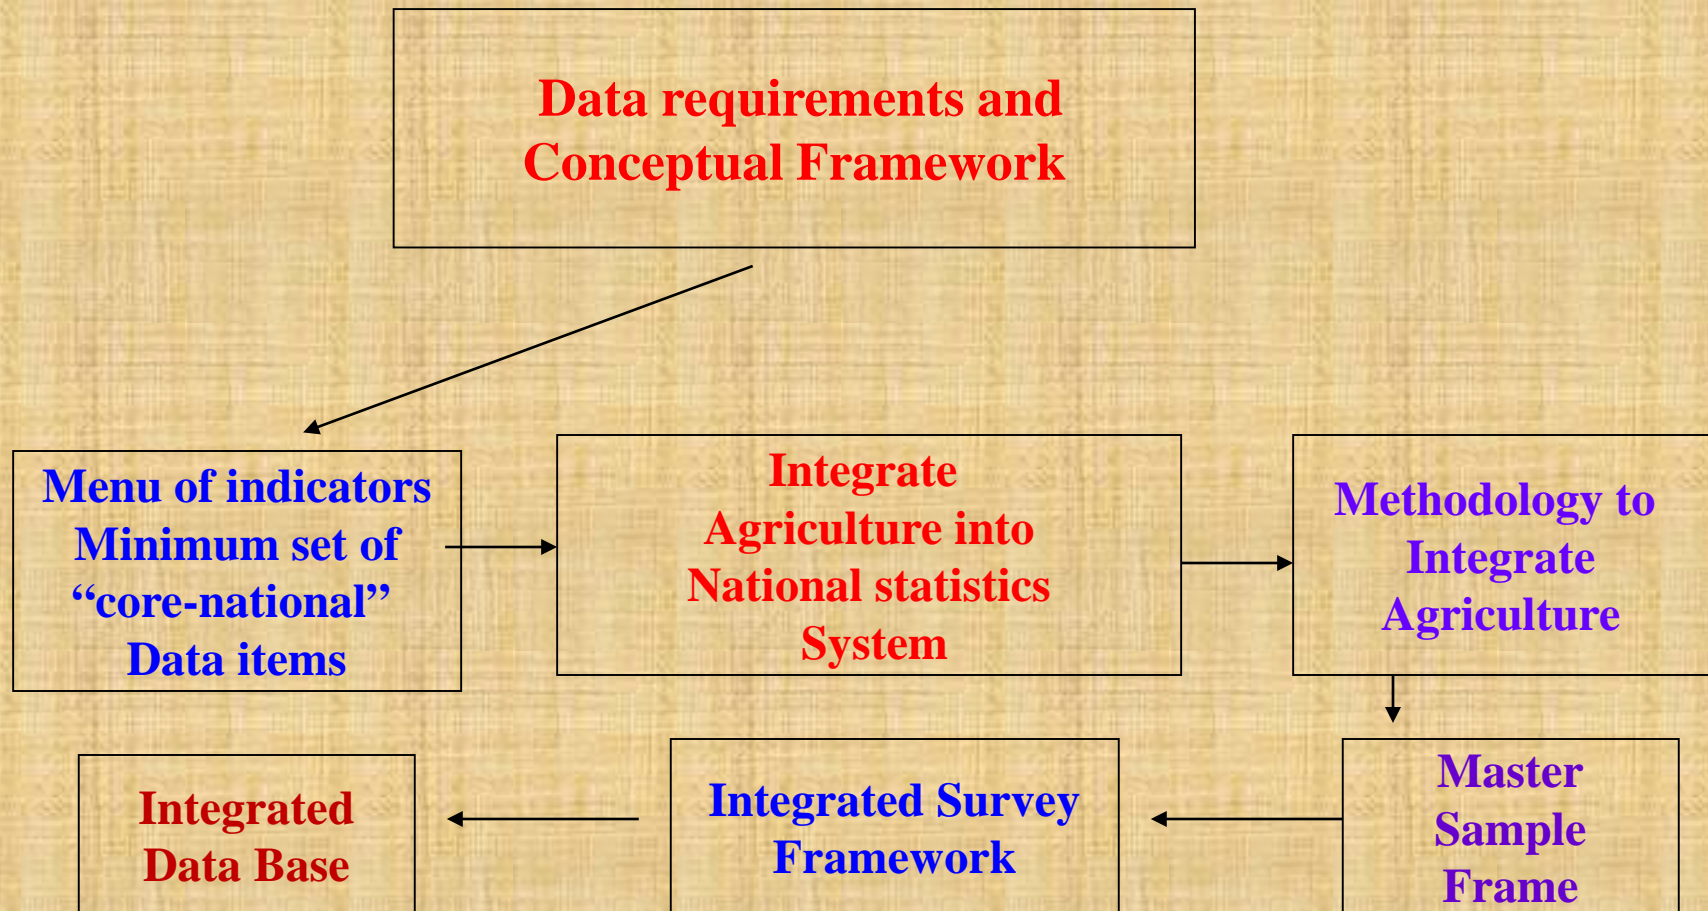 Data requirements and
Conceptual Framework
Menu of indicators
Minimum set of
“core-national”
Data items
Integrate
Agriculture into
National statistics
System
Methodology to
Integrate
Agriculture
Master
Sample
Frame
Integrated Survey
Framework
Integrated
Data Base